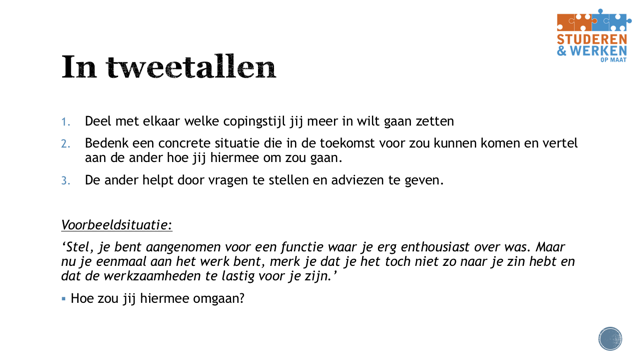 STUDEREN
& WERKEN
OP MAAT
In tweetallen
1. Deel met elkaar welke copingstijl jij meer in wilt gaan zetten
2. Bedenk een concrete situatie die in de toekomst voor zou kunnen komen en vertel
aan de ander hoe jij hiermee om zou gaan.
3. De ander helpt door vragen te stellen en adviezen te geven.
Voorbeeldsituatie:
‘Stel, je bent aangenomen voor een functie waar je erg enthousiast over was. Maar
nu je eenmaal aan het werk bent, merk je dat je het toch niet zo naar je zin hebt en
dat de werkzaamheden te lastig voor je zijn.’
▪ Hoe zou jij hiermee omgaan?